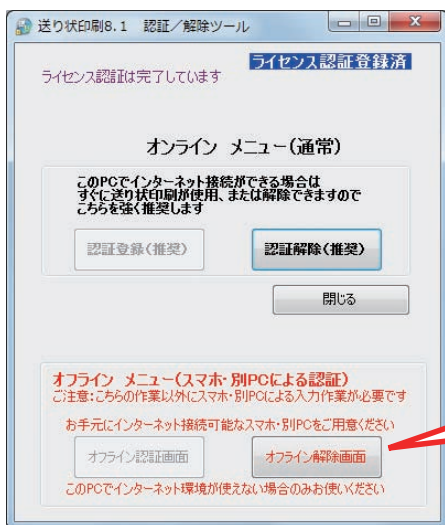 送り状印刷8.1 認証／解除ツール
ライセンス認証登録済
ライセンス認証は完了しています
オンライン メニュー(通常)
このPCでインターネット接続ができる場合は
すぐに送り状印刷が使用、または解除できますので
こちらを強く推奨します
認証登録(推奨)
認証解除(推奨)
閉じる
オフライン メニュー(スマホ・別PCによる認証)
ご注意:こちらの作業以外にスマホ・別PCによる入力作業が必要です
お手元にインターネット接続可能なスマホ・別PCをご用意ください
オフライン認証画面
オフライン解除画面
このPCでインターネット環境が使えない場合のみお使いください